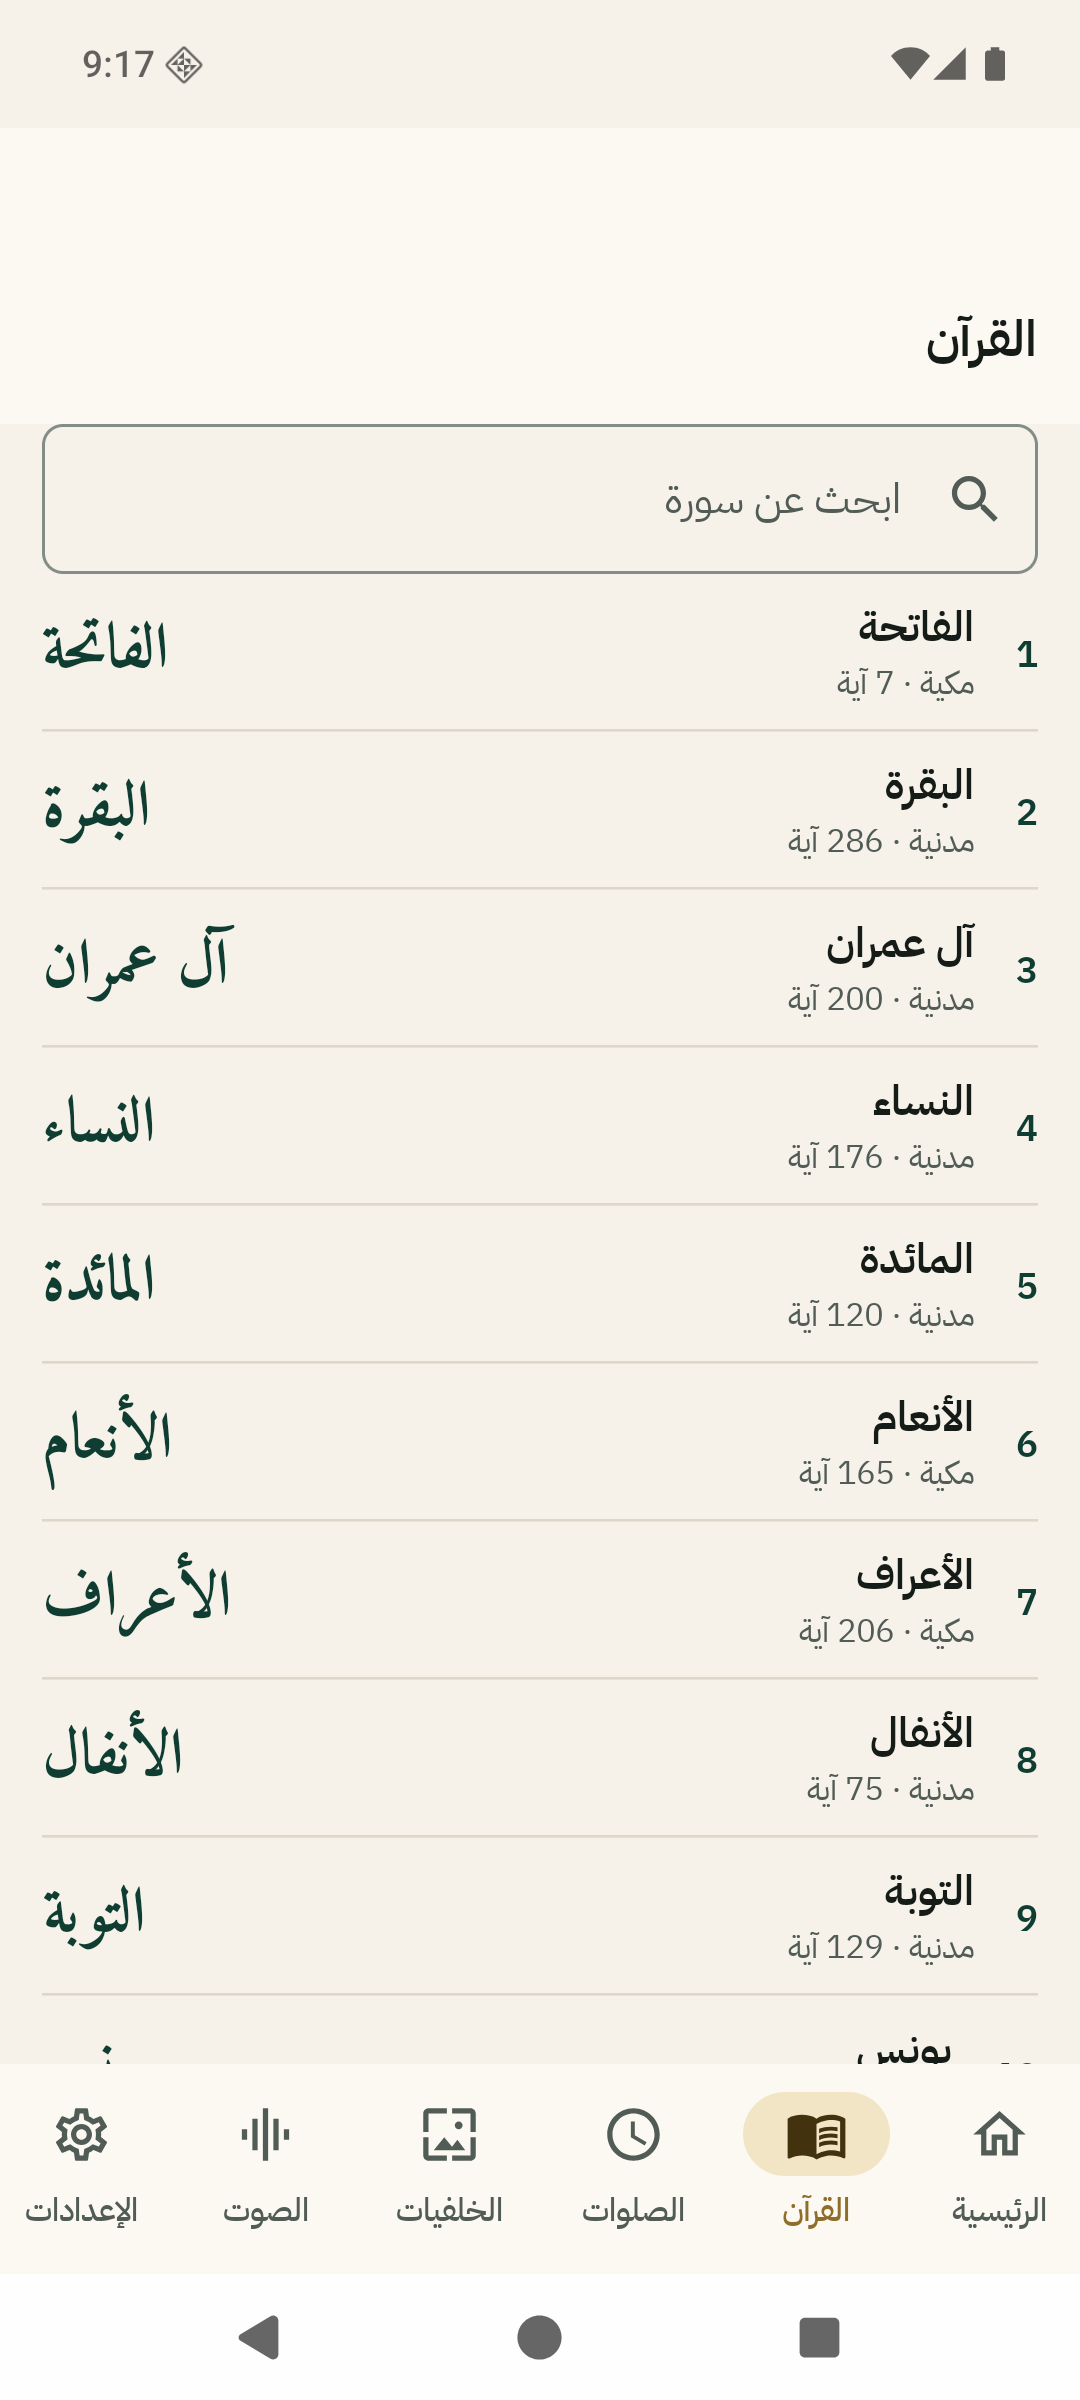 9:17
القرآن
ابحث عن سورة
1 الفاتحة الفاتحة
مكية · 7 آية
2 البقرة البقرة
مدنية · 286 آية
3 آل عمران آل عمران
مدنية · 200 آية
4 النساء النساء
مدنية · 176 آية
5 المائدة المائدة
مدنية · 120 آية
6 الأنعام الأنعام
مكية · 165 آية
7 الأعراف الأعراف
مكية · 206 آية
8 الأنفال الأنفال
مدنية · 75 آية
9 التوبة التوبة
مدنية · 129 آية
يونس
الرئيسية القرآن الصلوات الخلفيات الصوت الإعدادات